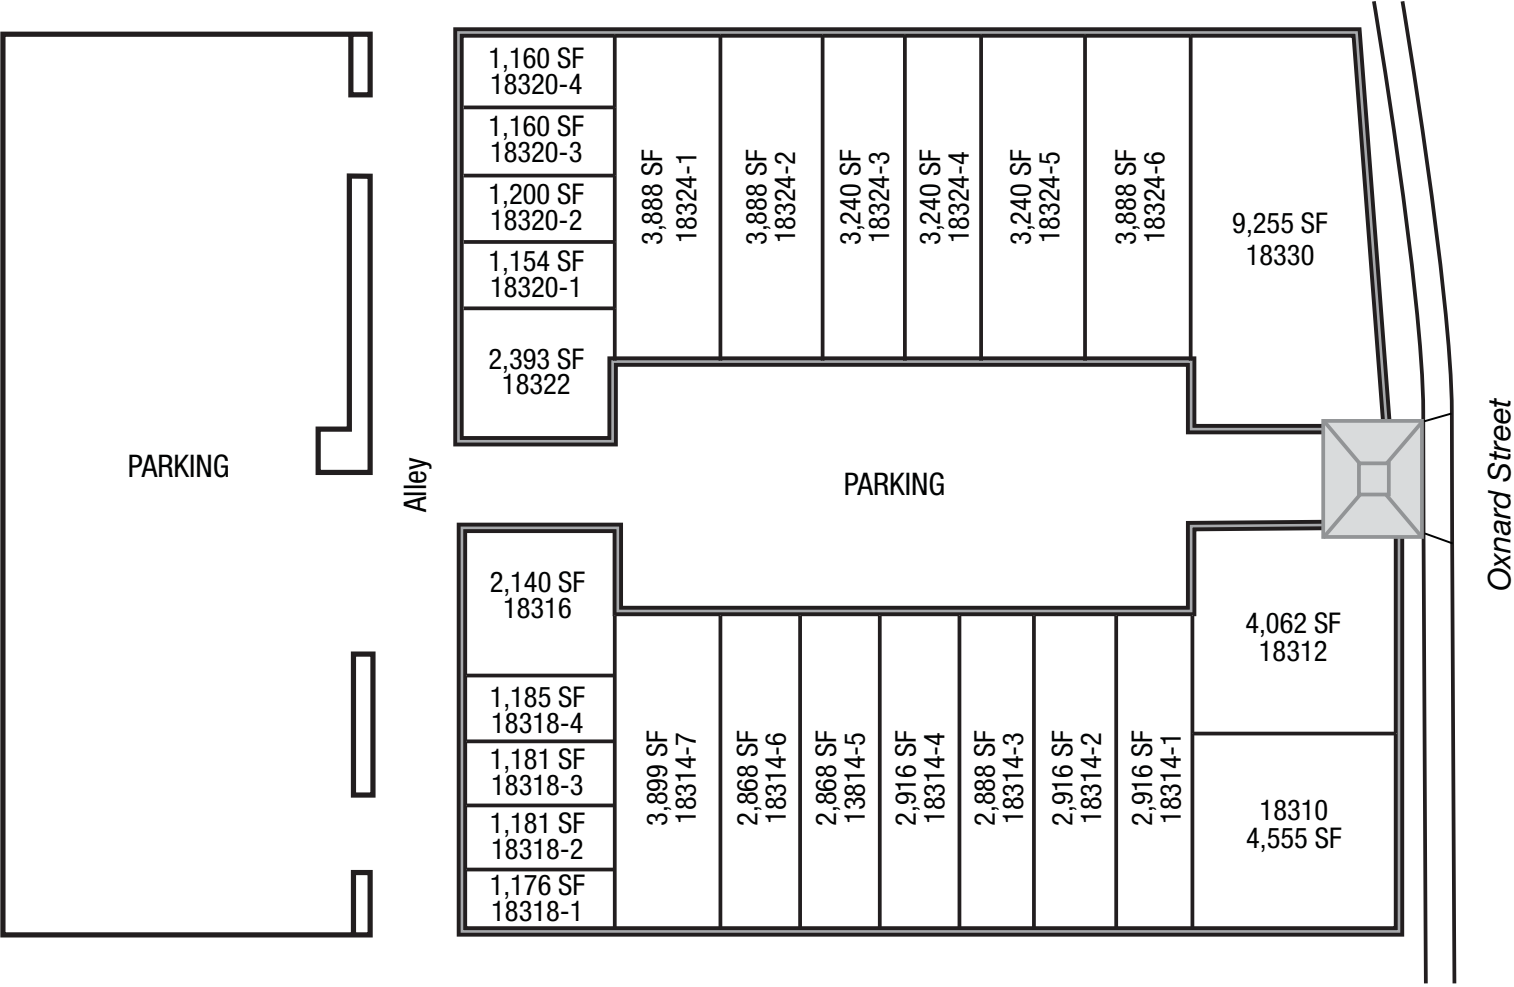 1,160 SF
18320-4
1,160 SF
18320-3
1,200 SF
18320-2
1,154 SF
18320-1
2,393 SF
18322
3,888 SF
18324-1
3,888 SF
18324-2
3,240 SF
18324-3
3,240 SF
18324-4
3,240 SF
18324-5
3,888 SF
18324-6
9,255 SF
18330
PARKING
Alley
PARKING
Oxnard Street
2,140 SF
18316
1,185 SF
18318-4
1,181 SF
18318-3
1,181 SF
18318-2
1,176 SF
18318-1
3,899 SF
18314-7
2,868 SF
18314-6
2,868 SF
13814-5
2,916 SF
18314-4
2,888 SF
18314-3
2,916 SF
18314-2
2,916 SF
18314-1
4,062 SF
18312
18310
4,555 SF